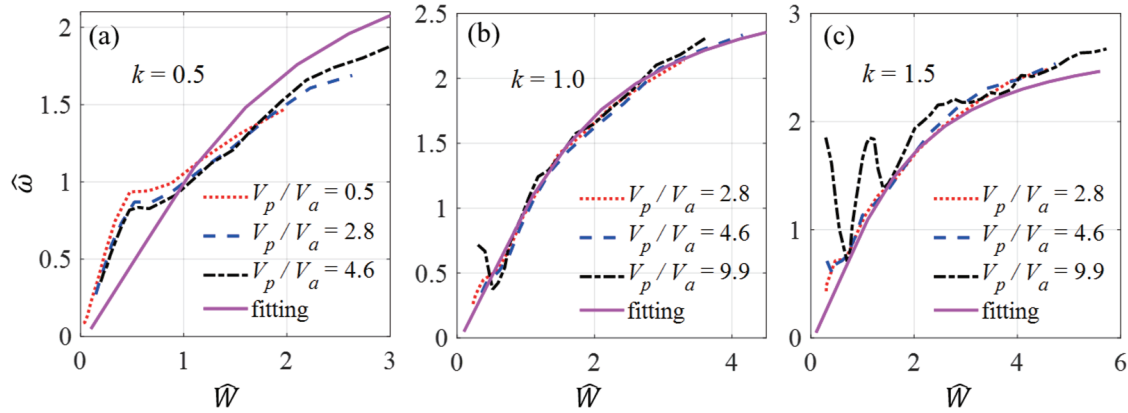 (a)
k = 0.5
2
1.5
1
0.5
0
0 1 2 3
ω̂
Ŵ
V_p / V_a = 0.5
V_p / V_a = 2.8
V_p / V_a = 4.6
fitting
(b)
k = 1.0
2.5
2
1.5
1
0.5
0
0 2 4
Ŵ
V_p / V_a = 2.8
V_p / V_a = 4.6
V_p / V_a = 9.9
fitting
(c)
k = 1.5
3
2
1
0
0 2 4 6
Ŵ
V_p / V_a = 2.8
V_p / V_a = 4.6
V_p / V_a = 9.9
fitting